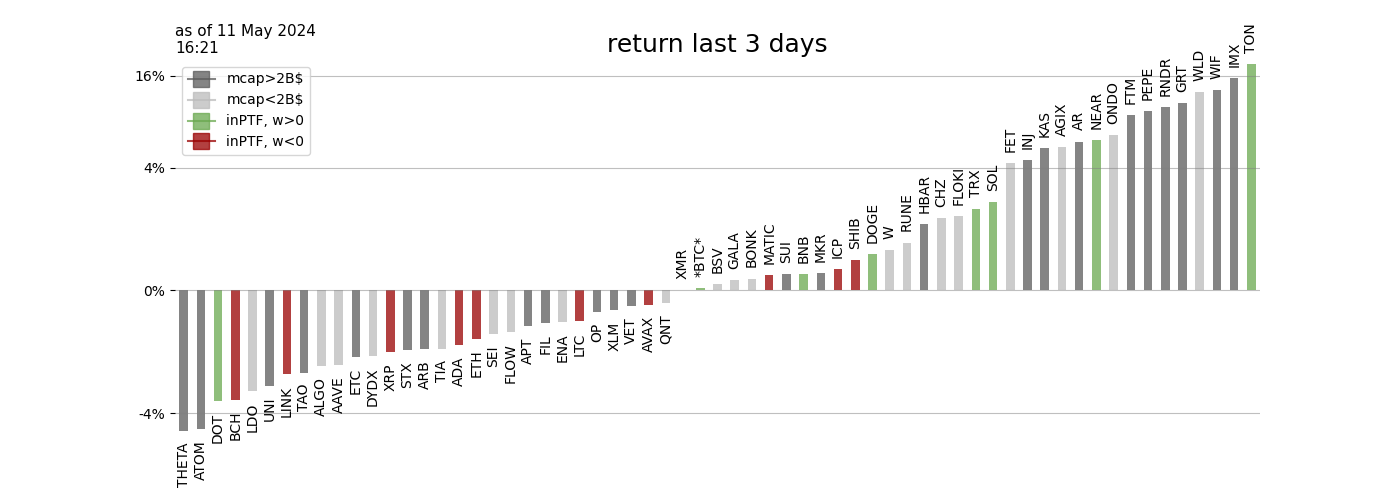 as of 11 May 2024
16:21
return last 3 days
mcap>2B$
mcap<2B$
inPTF, w>0
inPTF, w<0
16%
4%
0%
-4%
THETA
ATOM
DOT
BCH
LDO
UNI
LINK
TAO
ALGO
AAVE
ETC
DYDX
XRP
STX
ARB
TIA
ADA
ETH
SEI
FLOW
APT
FIL
ENA
LTC
OP
XLM
VET
AVAX
QNT
XMR
*BTC*
BSV
GALA
BONK
MATIC
SUI
BNB
MKR
ICP
SHIB
DOGE
W
RUNE
HBAR
CHZ
FLOKI
TRX
SOL
FET
INJ
KAS
AGIX
AR
NEAR
ONDO
FTM
PEPE
RNDR
GRT
WLD
WIF
IMX
TON